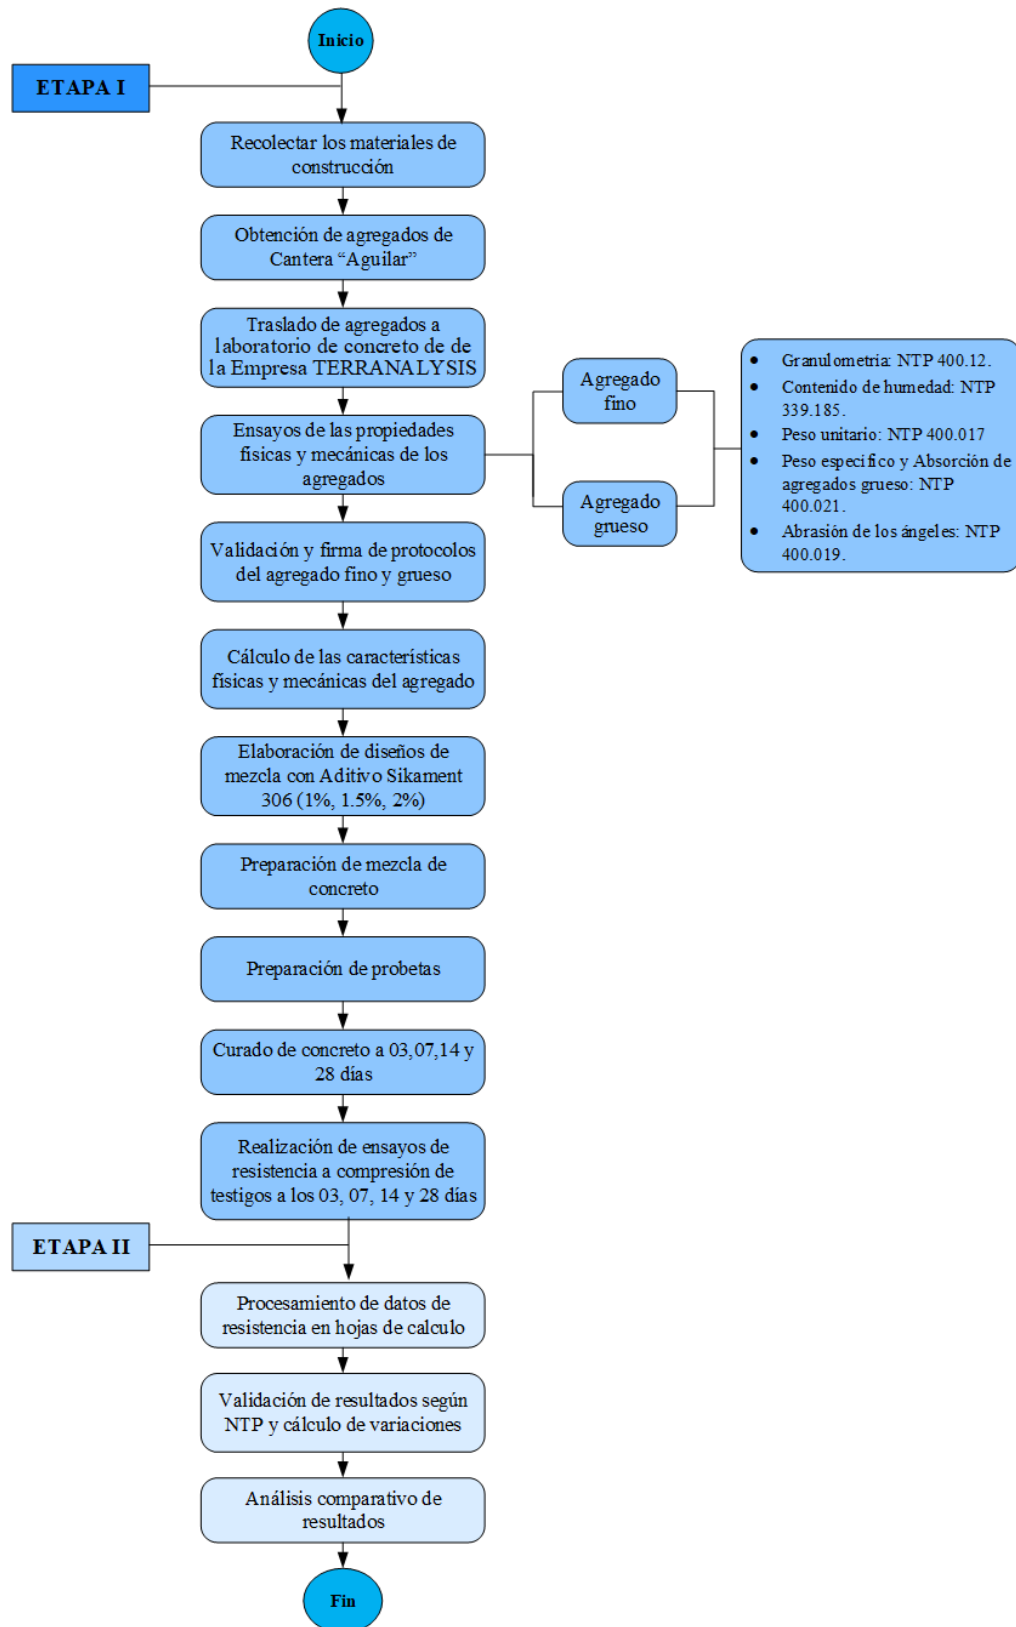 Inicio
ETAPA I
Recolectar los materiales de
construcción
Obtención de agregados de
Cantera “Aguilar”
Traslado de agregados a
laboratorio de concreto de de
la Empresa TERRANALYSIS
Ensayos de las propiedades
físicas y mecánicas de los
agregados
Agregado
fino
Agregado
grueso
• Granulometria: NTP 400.12.
• Contenido de humedad: NTP
339.185.
• Peso unitario: NTP 400.017
• Peso especifico y Absorción de
agregados grueso: NTP
400.021.
• Abrasión de los ángeles: NTP
400.019.
Validación y firma de protocolos
del agregado fino y grueso
Cálculo de las características
físicas y mecánicas del agregado
Elaboración de diseños de
mezcla con Aditivo Sikament
306 (1%, 1.5%, 2%)
Preparación de mezcla de
concreto
Preparación de probetas
Curado de concreto a 03,07,14 y
28 días
Realización de ensayos de
resistencia a compresión de
testigos a los 03, 07, 14 y 28 días
ETAPA II
Procesamiento de datos de
resistencia en hojas de calculo
Validación de resultados según
NTP y cálculo de variaciones
Análisis comparativo de
resultados
Fin